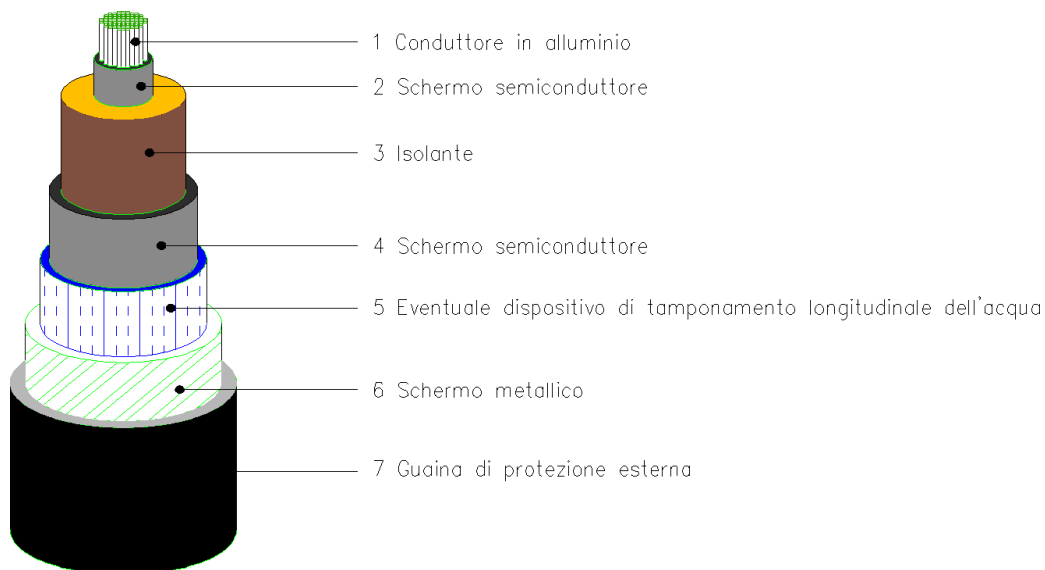 1 Conduttore in alluminio
2 Schermo semiconduttore
3 Isolante
4 Schermo semiconduttore
5 Eventuale dispositivo di tamponamento longitudinale dell'acqua
6 Schermo metallico
7 Guaina di protezione esterna